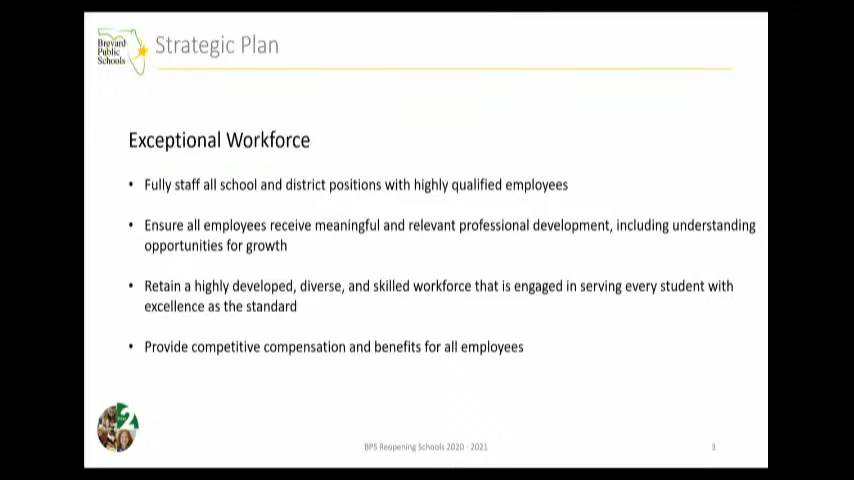 Brevard
Public
Schools
Strategic Plan
Exceptional Workforce
• Fully staff all school and district positions with highly qualified employees
• Ensure all employees receive meaningful and relevant professional development, including understanding
opportunities for growth
• Retain a highly developed, diverse, and skilled workforce that is engaged in serving every student with
excellence as the standard
• Provide competitive compensation and benefits for all employees
2
BPS Reopening Schools 2020 - 2021
3